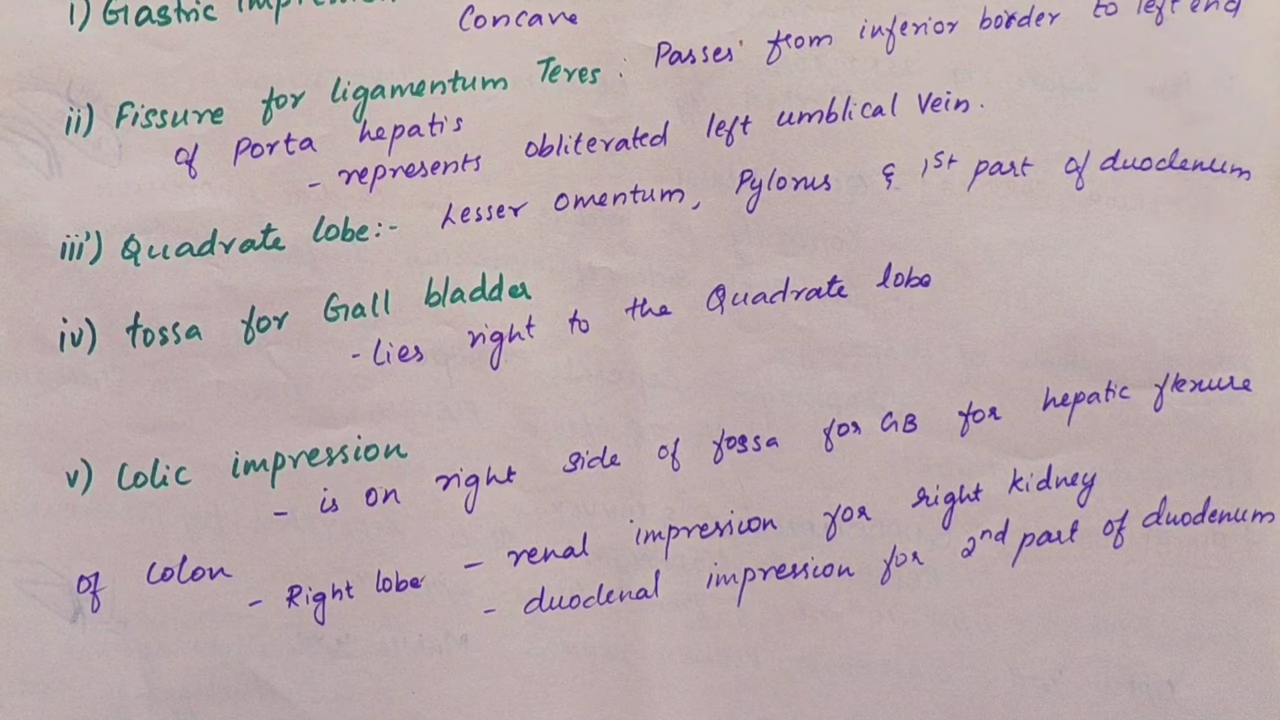 i) Gastric impression
Concave
ii) Fissure for ligamentum Teres : Passes from inferior border to left end
of Porta hepatis
- represents obliterated left umblical Vein.
iii) Quadrate lobe:- Lesser omentum, Pylorus & 1st part of duodenum
iv) fossa for Gall bladder
- Lies right to the Quadrate lobe
v) Colic impression
- is on right side of fossa for GB for hepatic flexure
of colon
- Right lobe - renal impression for right kidney
- duodenal impression for 2nd part of duodenum